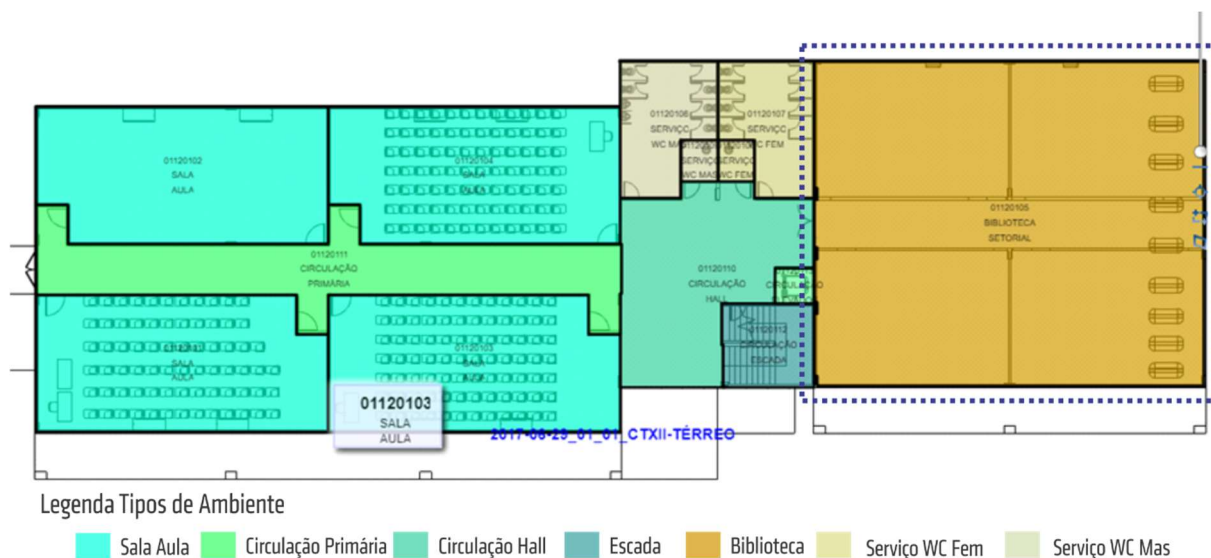 01120102
SALA
AULA
01120104
SALA
AULA
01120106
SERVIÇO
WC MAS
01120107
SERVIÇO
WC FEM
SERVIÇO
WC MAS
SERVIÇO
WC FEM
01120105
BIBLIOTECA
SETORIAL
01120111
CIRCULAÇÃO
PRIMÁRIA
01120110
CIRCULAÇÃO
HALL
CIRCULAÇÃO
01120112
CIRCULAÇÃO
ESCADA
01120101
SALA
AULA
01120103
SALA
AULA
01120103
SALA
AULA
2017-06-29_01_01_CTXII-TÉRREO
Legenda Tipos de Ambiente
Sala Aula
Circulação Primária
Circulação Hall
Escada
Biblioteca
Serviço WC Fem
Serviço WC Mas